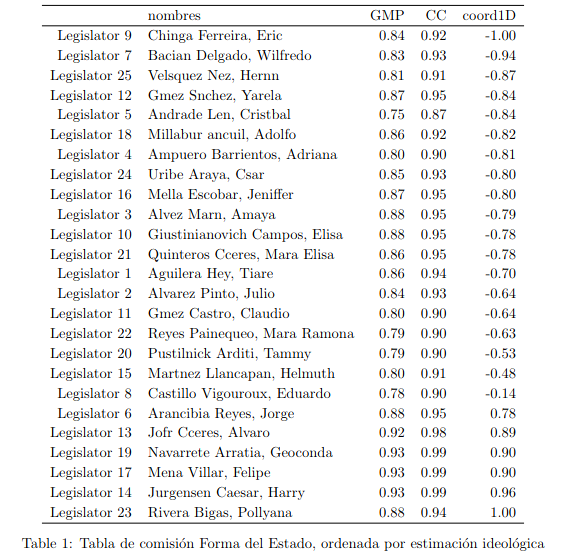 nombres GMP CC coord1D
Legislator 9 Chinga Ferreira, Eric 0.84 0.92 -1.00
Legislator 7 Bacian Delgado, Wilfredo 0.83 0.93 -0.94
Legislator 25 Velsquez Nez, Hernn 0.81 0.91 -0.87
Legislator 12 Gmez Snchez, Yarela 0.87 0.95 -0.84
Legislator 5 Andrade Len, Cristbal 0.75 0.87 -0.84
Legislator 18 Millabur ancuil, Adolfo 0.86 0.92 -0.82
Legislator 4 Ampuero Barrientos, Adriana 0.80 0.90 -0.81
Legislator 24 Uribe Araya, Csar 0.85 0.93 -0.80
Legislator 16 Mella Escobar, Jeniffer 0.87 0.95 -0.80
Legislator 3 Alvez Marn, Amaya 0.88 0.95 -0.79
Legislator 10 Giustinianovich Campos, Elisa 0.88 0.95 -0.78
Legislator 21 Quinteros Cceres, Mara Elisa 0.86 0.95 -0.78
Legislator 1 Aguilera Hey, Tiare 0.86 0.94 -0.70
Legislator 2 Alvarez Pinto, Julio 0.84 0.93 -0.64
Legislator 11 Gmez Castro, Claudio 0.80 0.90 -0.64
Legislator 22 Reyes Painequeo, Mara Ramona 0.79 0.90 -0.63
Legislator 20 Pustilnick Arditi, Tammy 0.79 0.90 -0.53
Legislator 15 Martnez Llancapan, Helmuth 0.80 0.91 -0.48
Legislator 8 Castillo Vigouroux, Eduardo 0.78 0.90 -0.14
Legislator 6 Arancibia Reyes, Jorge 0.88 0.95 0.78
Legislator 13 Jofr Cceres, Alvaro 0.92 0.98 0.89
Legislator 19 Navarrete Arratia, Geoconda 0.93 0.99 0.90
Legislator 17 Mena Villar, Felipe 0.93 0.99 0.90
Legislator 14 Jurgensen Caesar, Harry 0.93 0.99 0.96
Legislator 23 Rivera Bigas, Pollyana 0.88 0.94 1.00
Table 1: Tabla de comisión Forma del Estado, ordenada por estimación ideológica